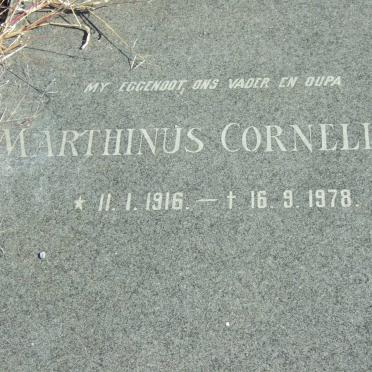 MY EGGENOOT, ONS VADER EN OUPA
MARTHINUS CORNELI
* 11. 1. 1916. — † 16. 9. 1978.